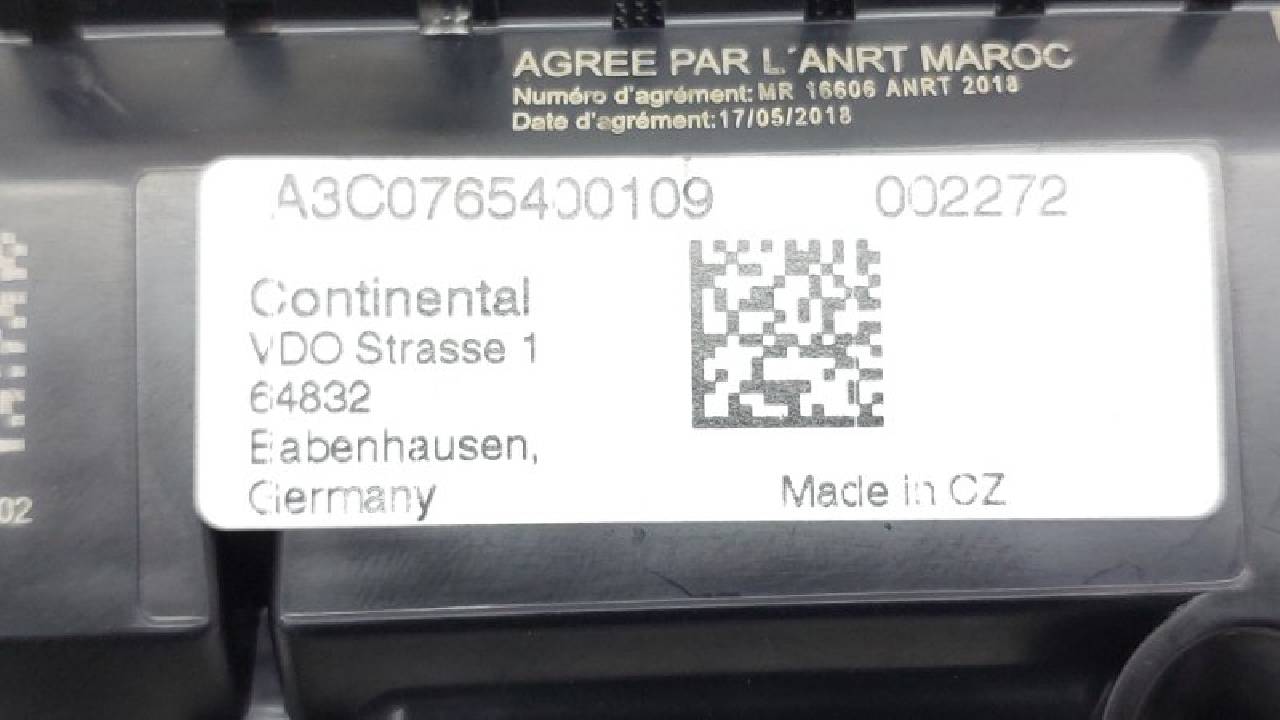 AGREE PAR L´ANRT MAROC
Numéro d'agrément: MR 16606 ANRT 2018
Date d'agrément:17/05/2018
A3C0765400109 002272
Continental
VDO Strasse 1
64832
Babenhausen,
Germany
Made in CZ
02